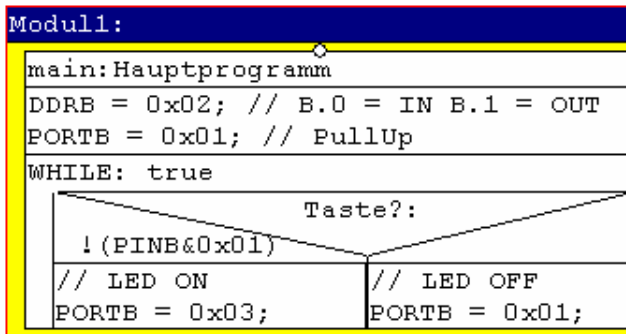 Modul1:
main:Hauptprogramm
DDRB = 0x02; // B.0 = IN B.1 = OUT
PORTB = 0x01; // PullUp
WHILE: true
Taste?:
!(PINB&0x01)
// LED ON
PORTB = 0x03;
// LED OFF
PORTB = 0x01;